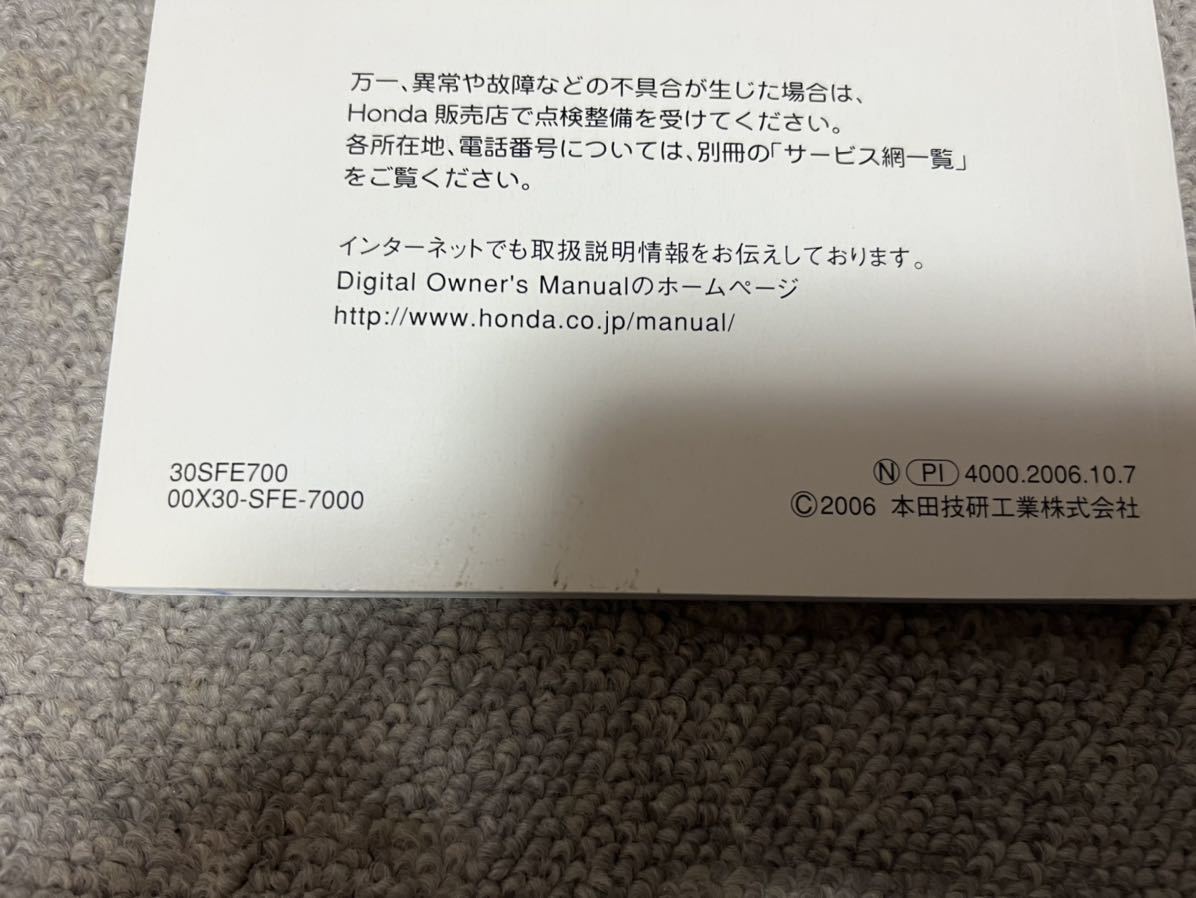 万一、異常や故障などの不具合が生じた場合は、
Honda 販売店で点検整備を受けてください。
各所在地、電話番号については、別冊の「サービス網一覧」
をご覧ください。
インターネットでも取扱説明情報をお伝えしております。
Digital Owner's Manualのホームページ
http://www.honda.co.jp/manual/
30SFE700
00X30-SFE-7000
Ⓝ PI 4000.2006.10.7
©2006 本田技研工業株式会社